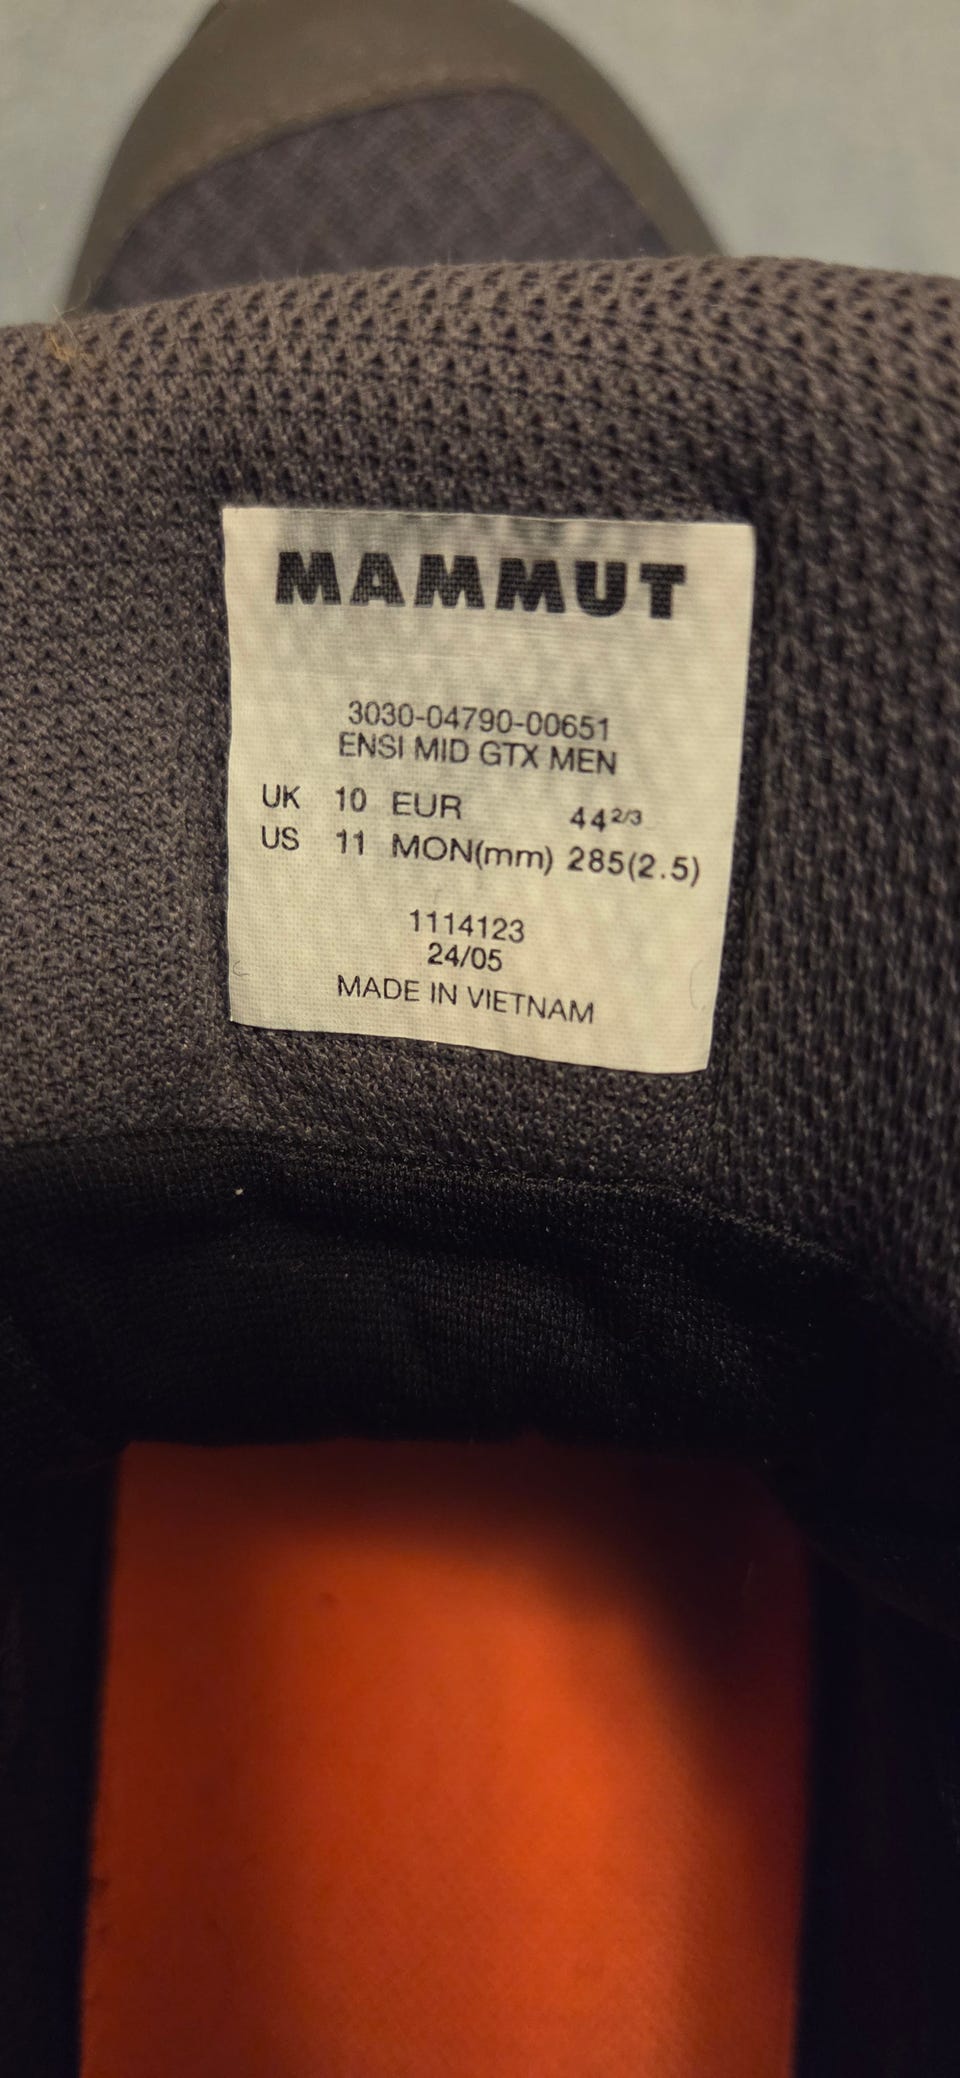 MAMMUT
3030-04790-00651
ENSI MID GTX MEN
UK 10 EUR 44 2/3
US 11 MON(mm) 285(2.5)
1114123
24/05
MADE IN VIETNAM